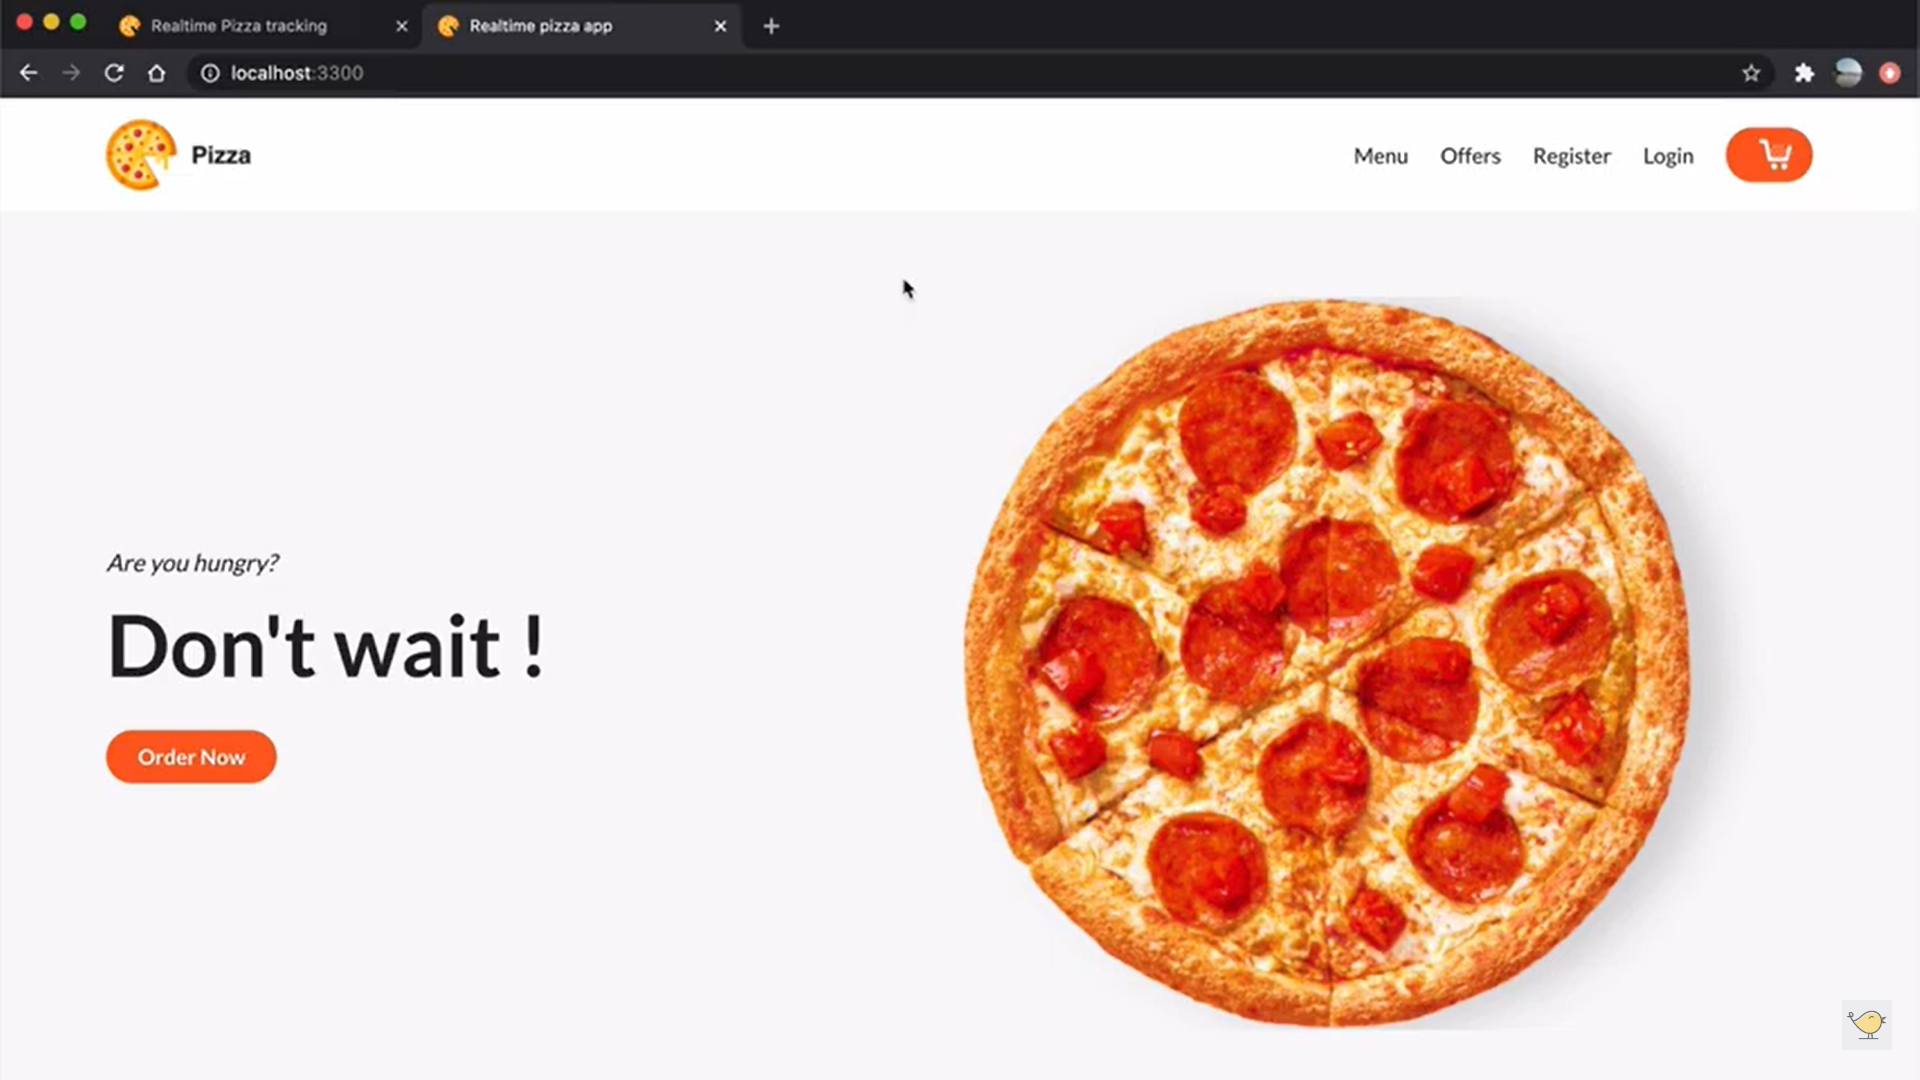 Realtime Pizza tracking
Realtime pizza app
localhost:3300
Pizza
Menu
Offers
Register
Login
Are you hungry?
Don't wait !
Order Now